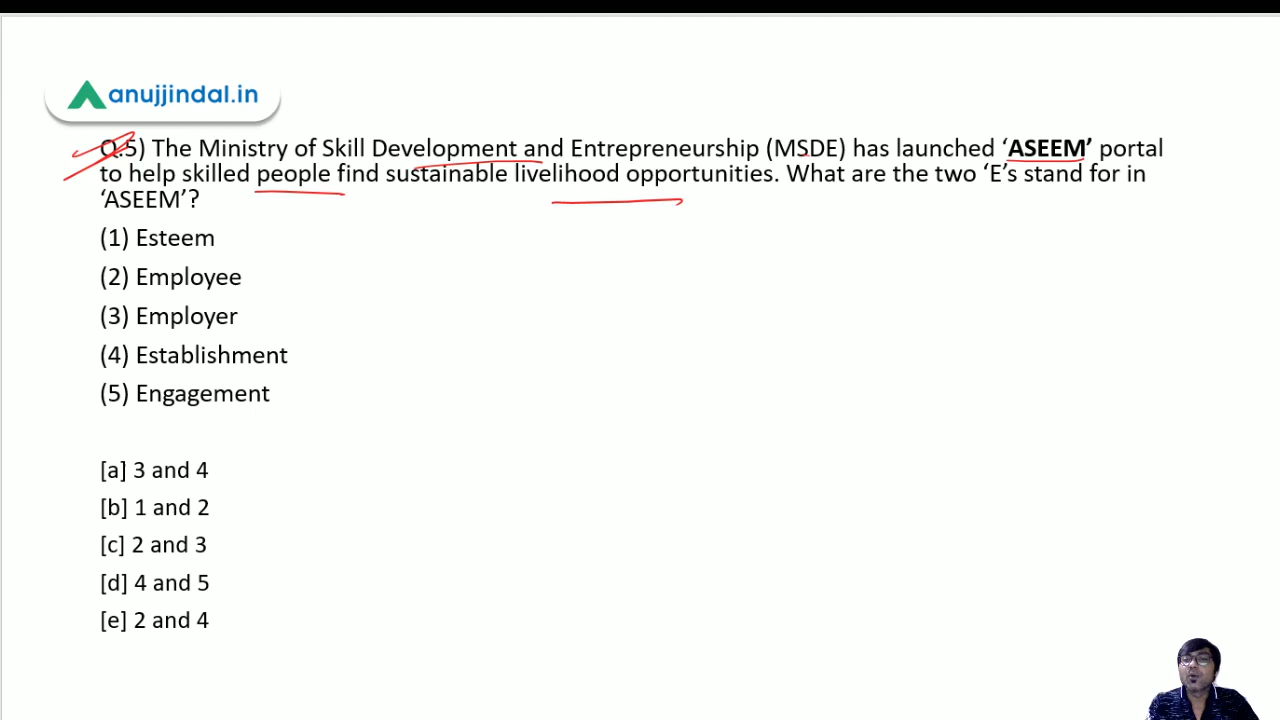 anujjindal.in
Q.5) The Ministry of Skill Development and Entrepreneurship (MSDE) has launched ‘ASEEM’ portal
to help skilled people find sustainable livelihood opportunities. What are the two ‘E’s stand for in
‘ASEEM’?
(1) Esteem
(2) Employee
(3) Employer
(4) Establishment
(5) Engagement
[a] 3 and 4
[b] 1 and 2
[c] 2 and 3
[d] 4 and 5
[e] 2 and 4